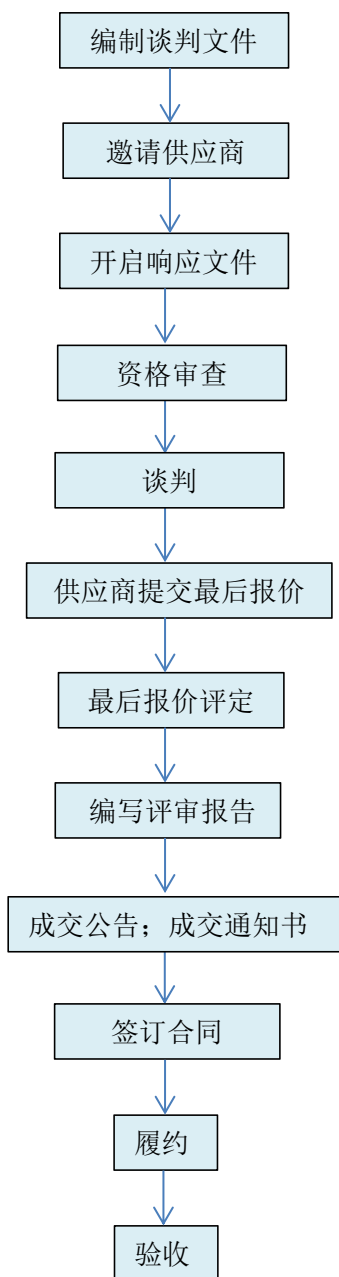 编制谈判文件
邀请供应商
开启响应文件
资格审查
谈判
供应商提交最后报价
最后报价评定
编写评审报告
成交公告；成交通知书
签订合同
履约
验收